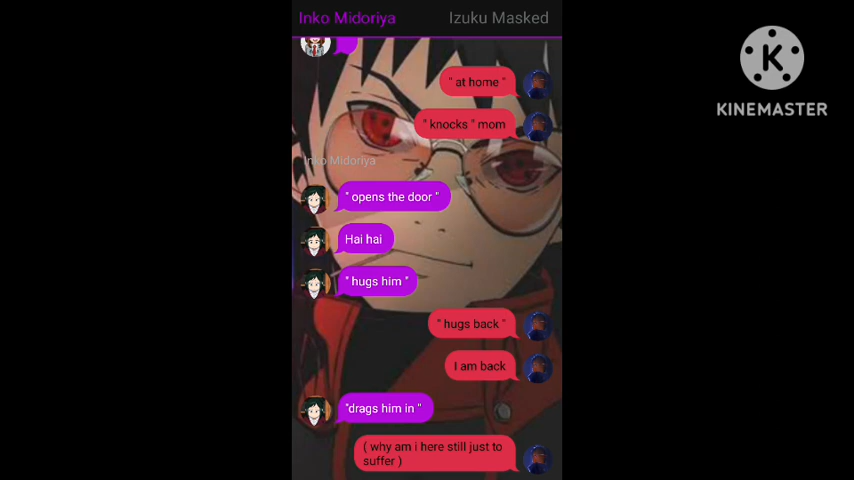 Inko Midoriya
Izuku Masked
K
KINEMASTER
" at home "
" knocks " mom
Inko Midoriya
" opens the door "
Hai hai
" hugs him "
" hugs back "
I am back
"drags him in "
( why am i here still just to
suffer )